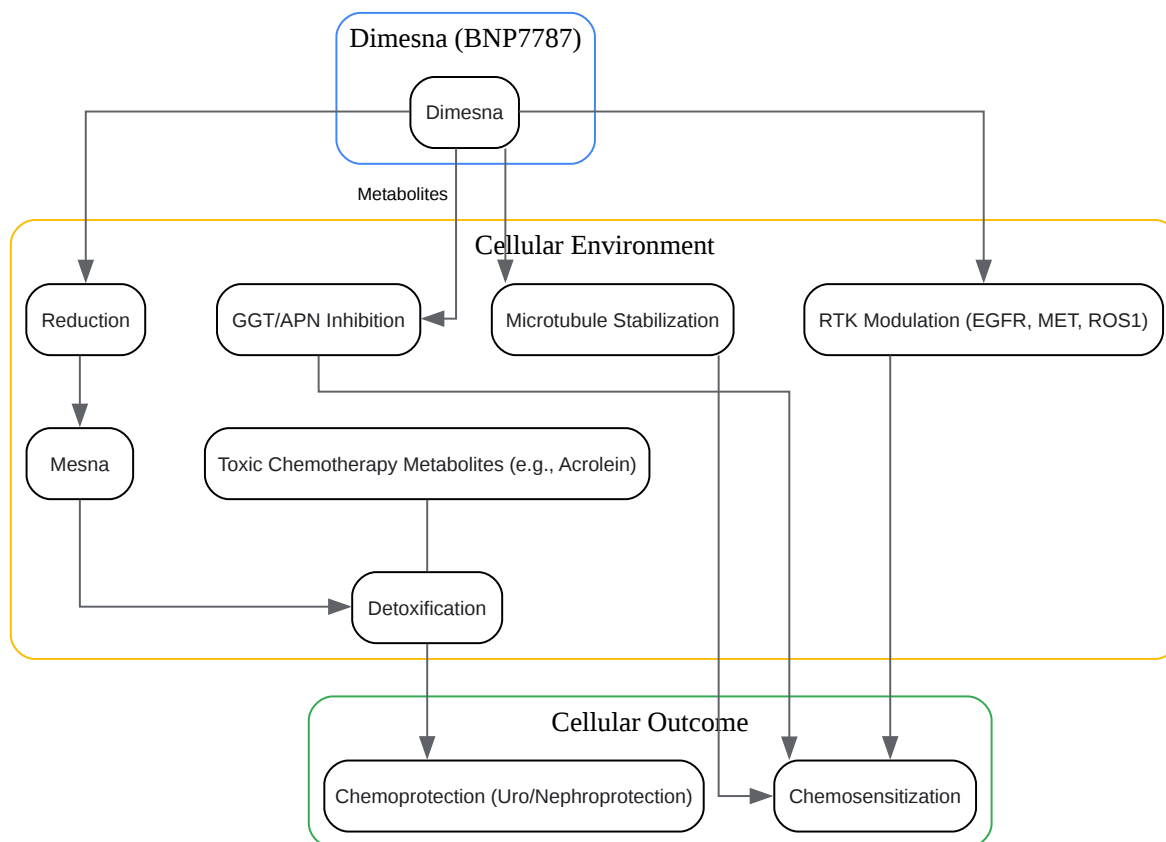 Dimesna (BNP7787)
Dimesna
Metabolites
Cellular Environment
Reduction
GGT/APN Inhibition
Microtubule Stabilization
RTK Modulation (EGFR, MET, ROS1)
Mesna
Toxic Chemotherapy Metabolites (e.g., Acrolein)
Detoxification
Cellular Outcome
Chemoprotection (Uro/Nephroprotection)
Chemosensitization